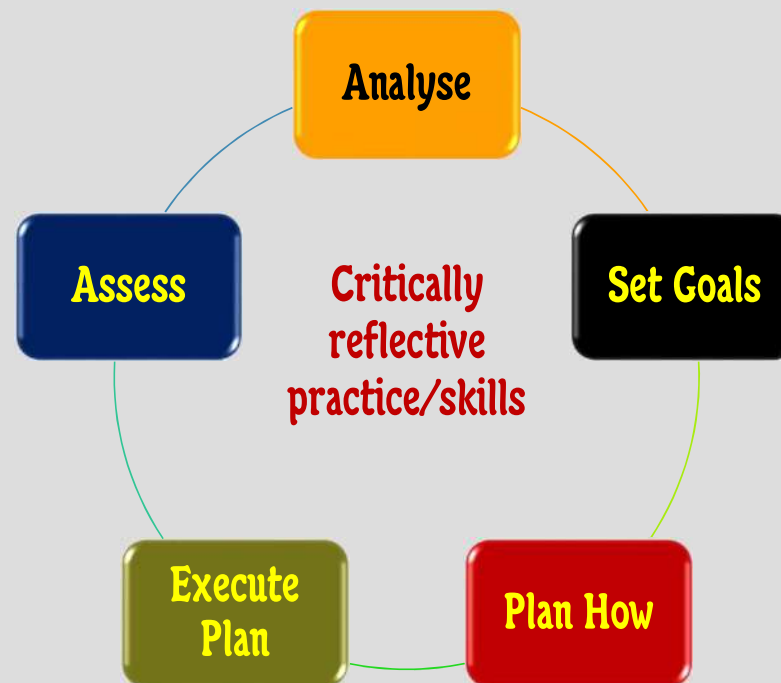 Analyse
Set Goals
Plan How
Execute
Plan
Assess
Critically
reflective
practice/skills